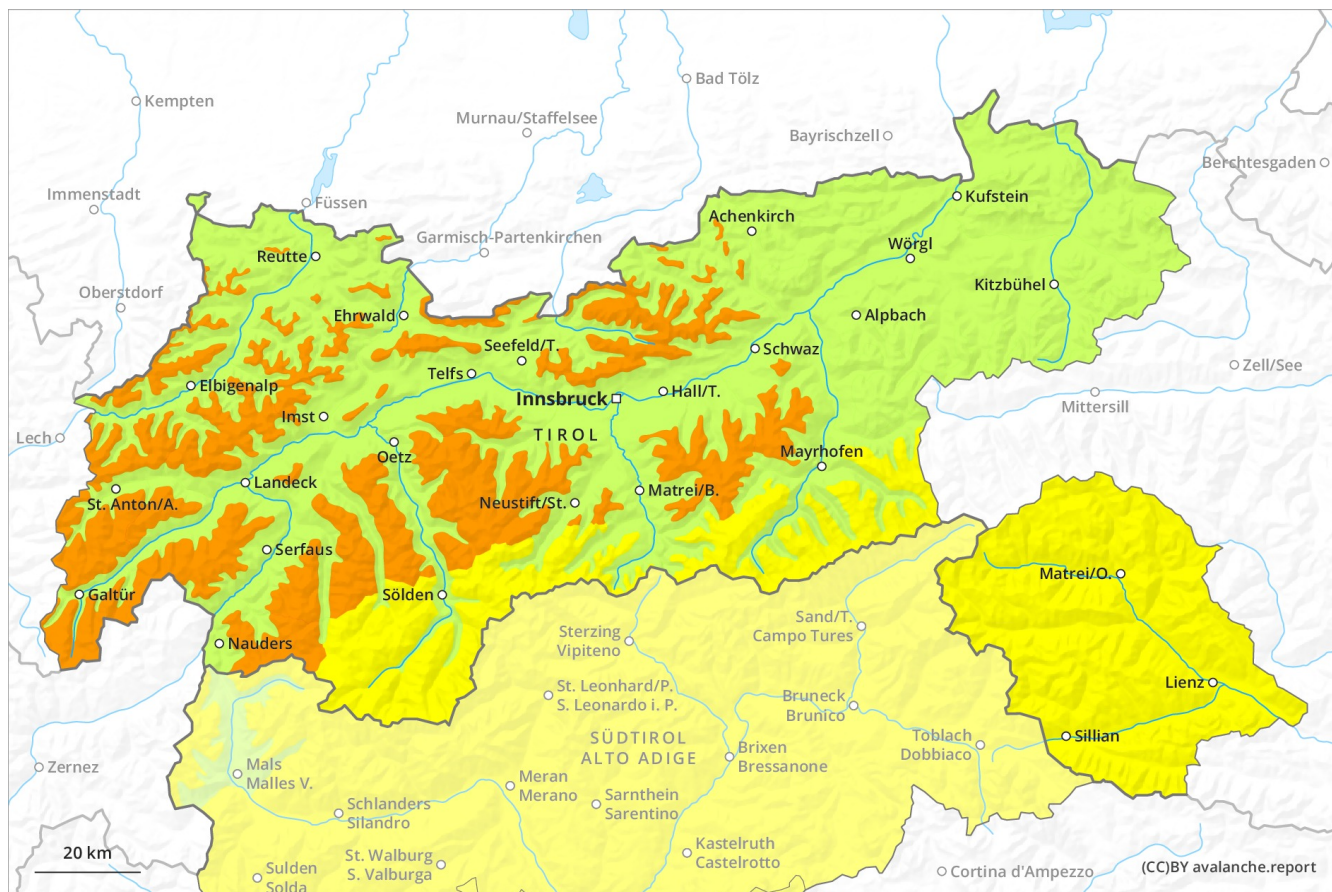 Bad Tölz
Kempten
Murnau/Staffelsee
Bayrischzell
Berchtesgaden
Immenstadt
Füssen
Kufstein
Achenkirch
Garmisch-Partenkirchen
Wörgl
Reutte
Kitzbühel
Oberstdorf
Ehrwald
Alpbach
Seefeld/T.
Schwaz
Zell/See
Telfs
Elbigenalp
Hall/T.
Innsbruck
Mittersill
Imst
TIROL
Lech
Oetz
Mayrhofen
Landeck
Matrei/B.
St. Anton/A.
Neustift/St.
Serfaus
Matrei/O.
Galtür
Sölden
Sand/T.
Campo Tures
Sterzing
Vipiteno
Nauders
Lienz
St. Leonhard/P.
S. Leonardo i. P.
Bruneck
Brunico
Sillian
SÜDTIROL
ALTO ADIGE
Toblach
Dobbiaco
Brixen
Bressanone
Zernez
Mals
Malles V.
Meran
Merano
Sarnthein
Sarentino
Schlanders
Silandro
Kastelruth
Castelrotto
20 km
St. Walburg
S. Valburga
Sulden
Solda
Cortina d'Ampezzo
(CC)BY avalanche.report